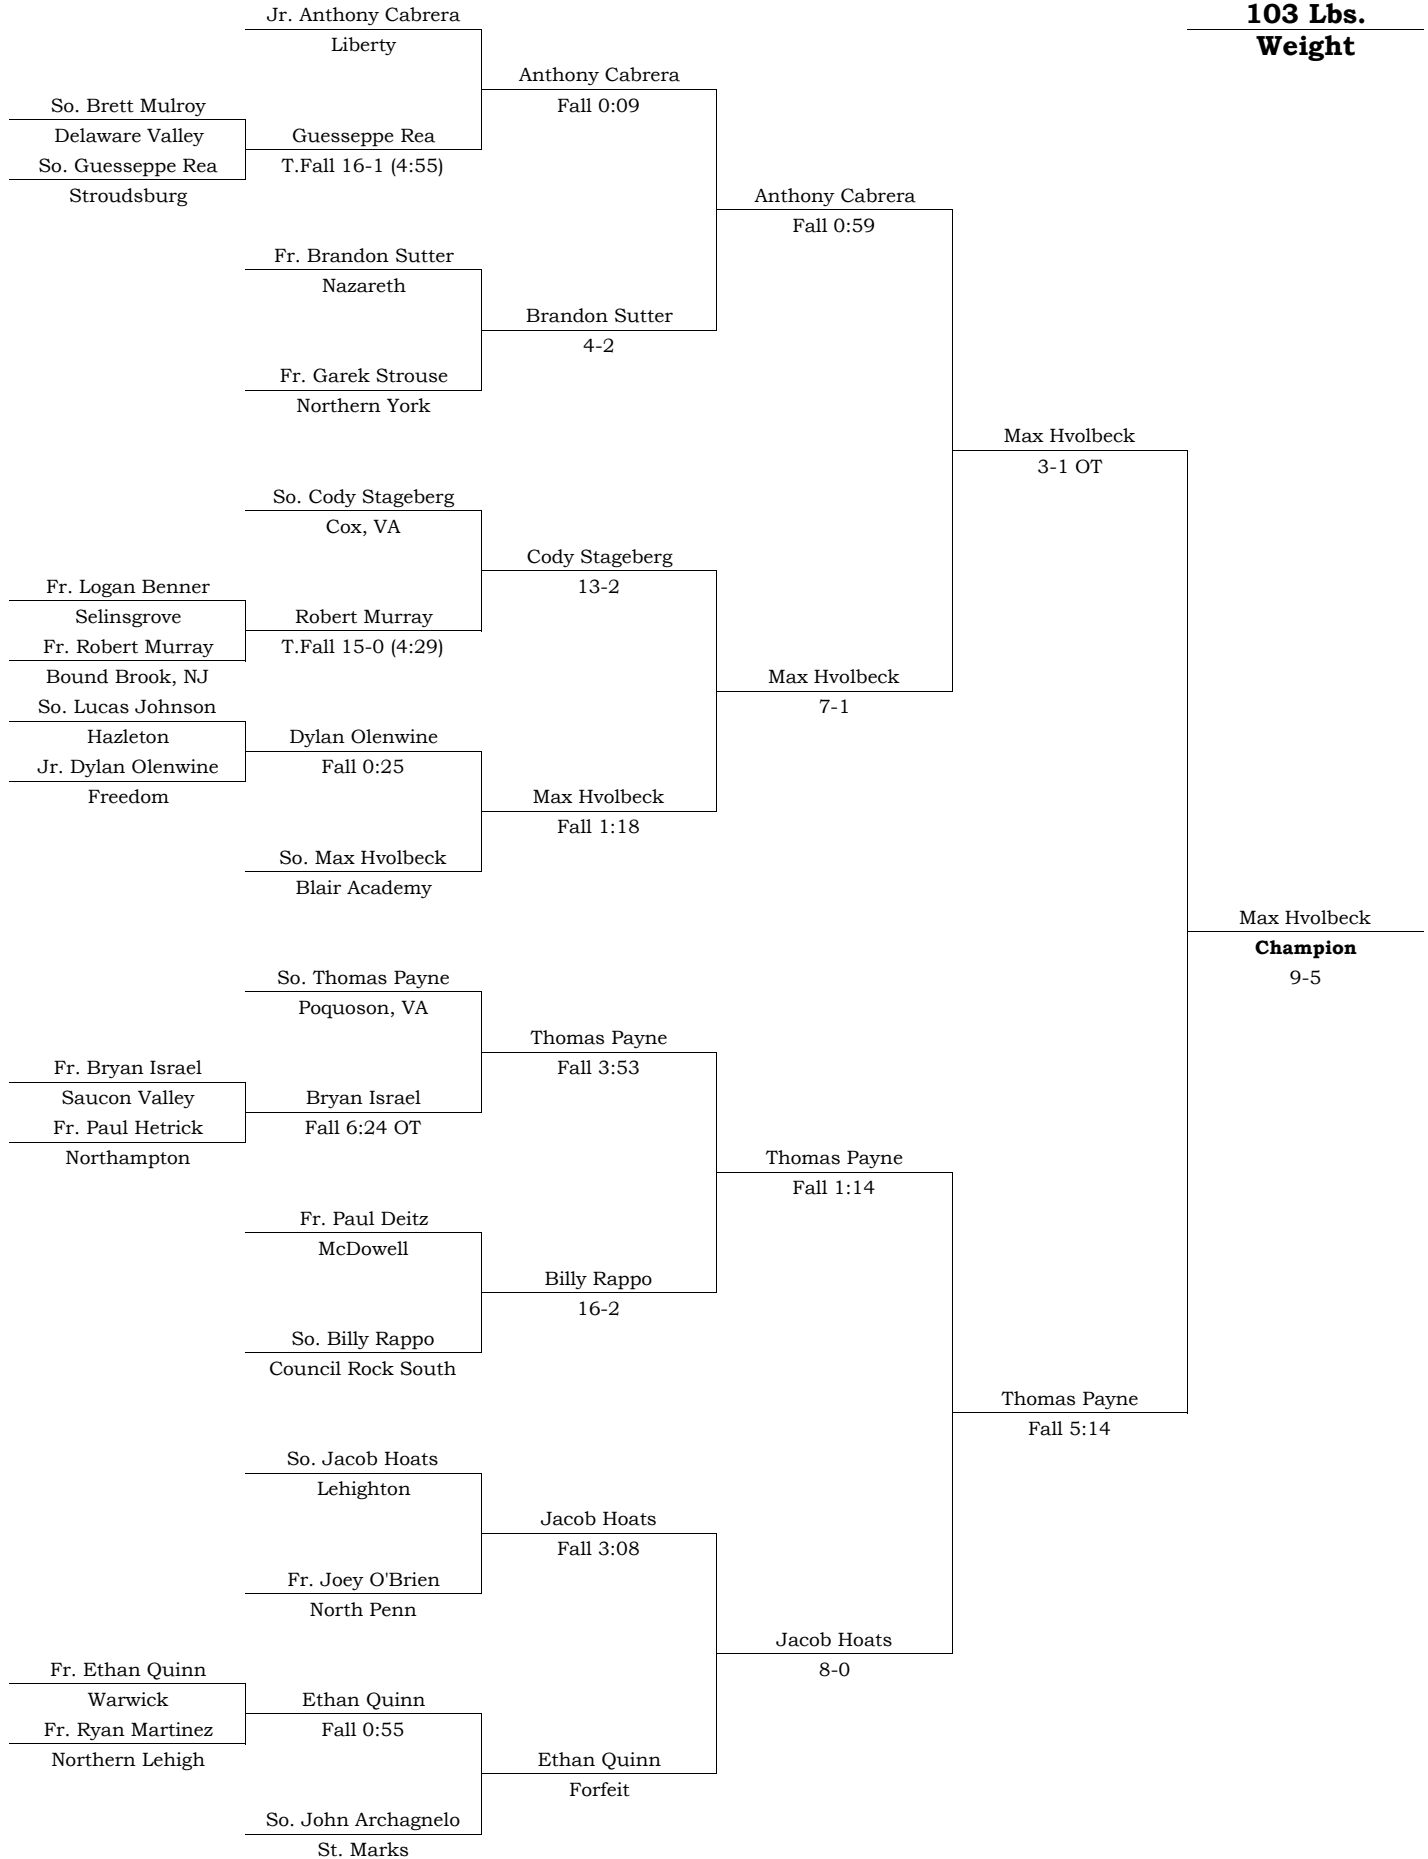 Jr. Anthony Cabrera
103 Lbs.
Liberty
Weight
Anthony Cabrera
So. Brett Mulroy
Fall 0:09
Delaware Valley
Guesseppe Rea
So. Guesseppe Rea
T.Fall 16-1 (4:55)
Stroudsburg
Anthony Cabrera
Fall 0:59
Fr. Brandon Sutter
Nazareth
Brandon Sutter
4-2
Fr. Garek Strouse
Northern York
Max Hvolbeck
3-1 OT
So. Cody Stageberg
Cox, VA
Cody Stageberg
Fr. Logan Benner
13-2
Selinsgrove
Robert Murray
Fr. Robert Murray
T.Fall 15-0 (4:29)
Bound Brook, NJ
Max Hvolbeck
So. Lucas Johnson
7-1
Hazleton
Dylan Olenwine
Jr. Dylan Olenwine
Fall 0:25
Freedom
Max Hvolbeck
Fall 1:18
So. Max Hvolbeck
Blair Academy
Max Hvolbeck
Champion
So. Thomas Payne
9-5
Poquoson, VA
Thomas Payne
Fr. Bryan Israel
Fall 3:53
Saucon Valley
Bryan Israel
Fr. Paul Hetrick
Fall 6:24 OT
Northampton
Thomas Payne
Fall 1:14
Fr. Paul Deitz
McDowell
Billy Rappo
16-2
So. Billy Rappo
Council Rock South
Thomas Payne
Fall 5:14
So. Jacob Hoats
Lehighton
Jacob Hoats
Fall 3:08
Fr. Joey O'Brien
North Penn
Jacob Hoats
Fr. Ethan Quinn
8-0
Warwick
Ethan Quinn
Fr. Ryan Martinez
Fall 0:55
Northern Lehigh
Ethan Quinn
Forfeit
So. John Archagnelo
St. Marks